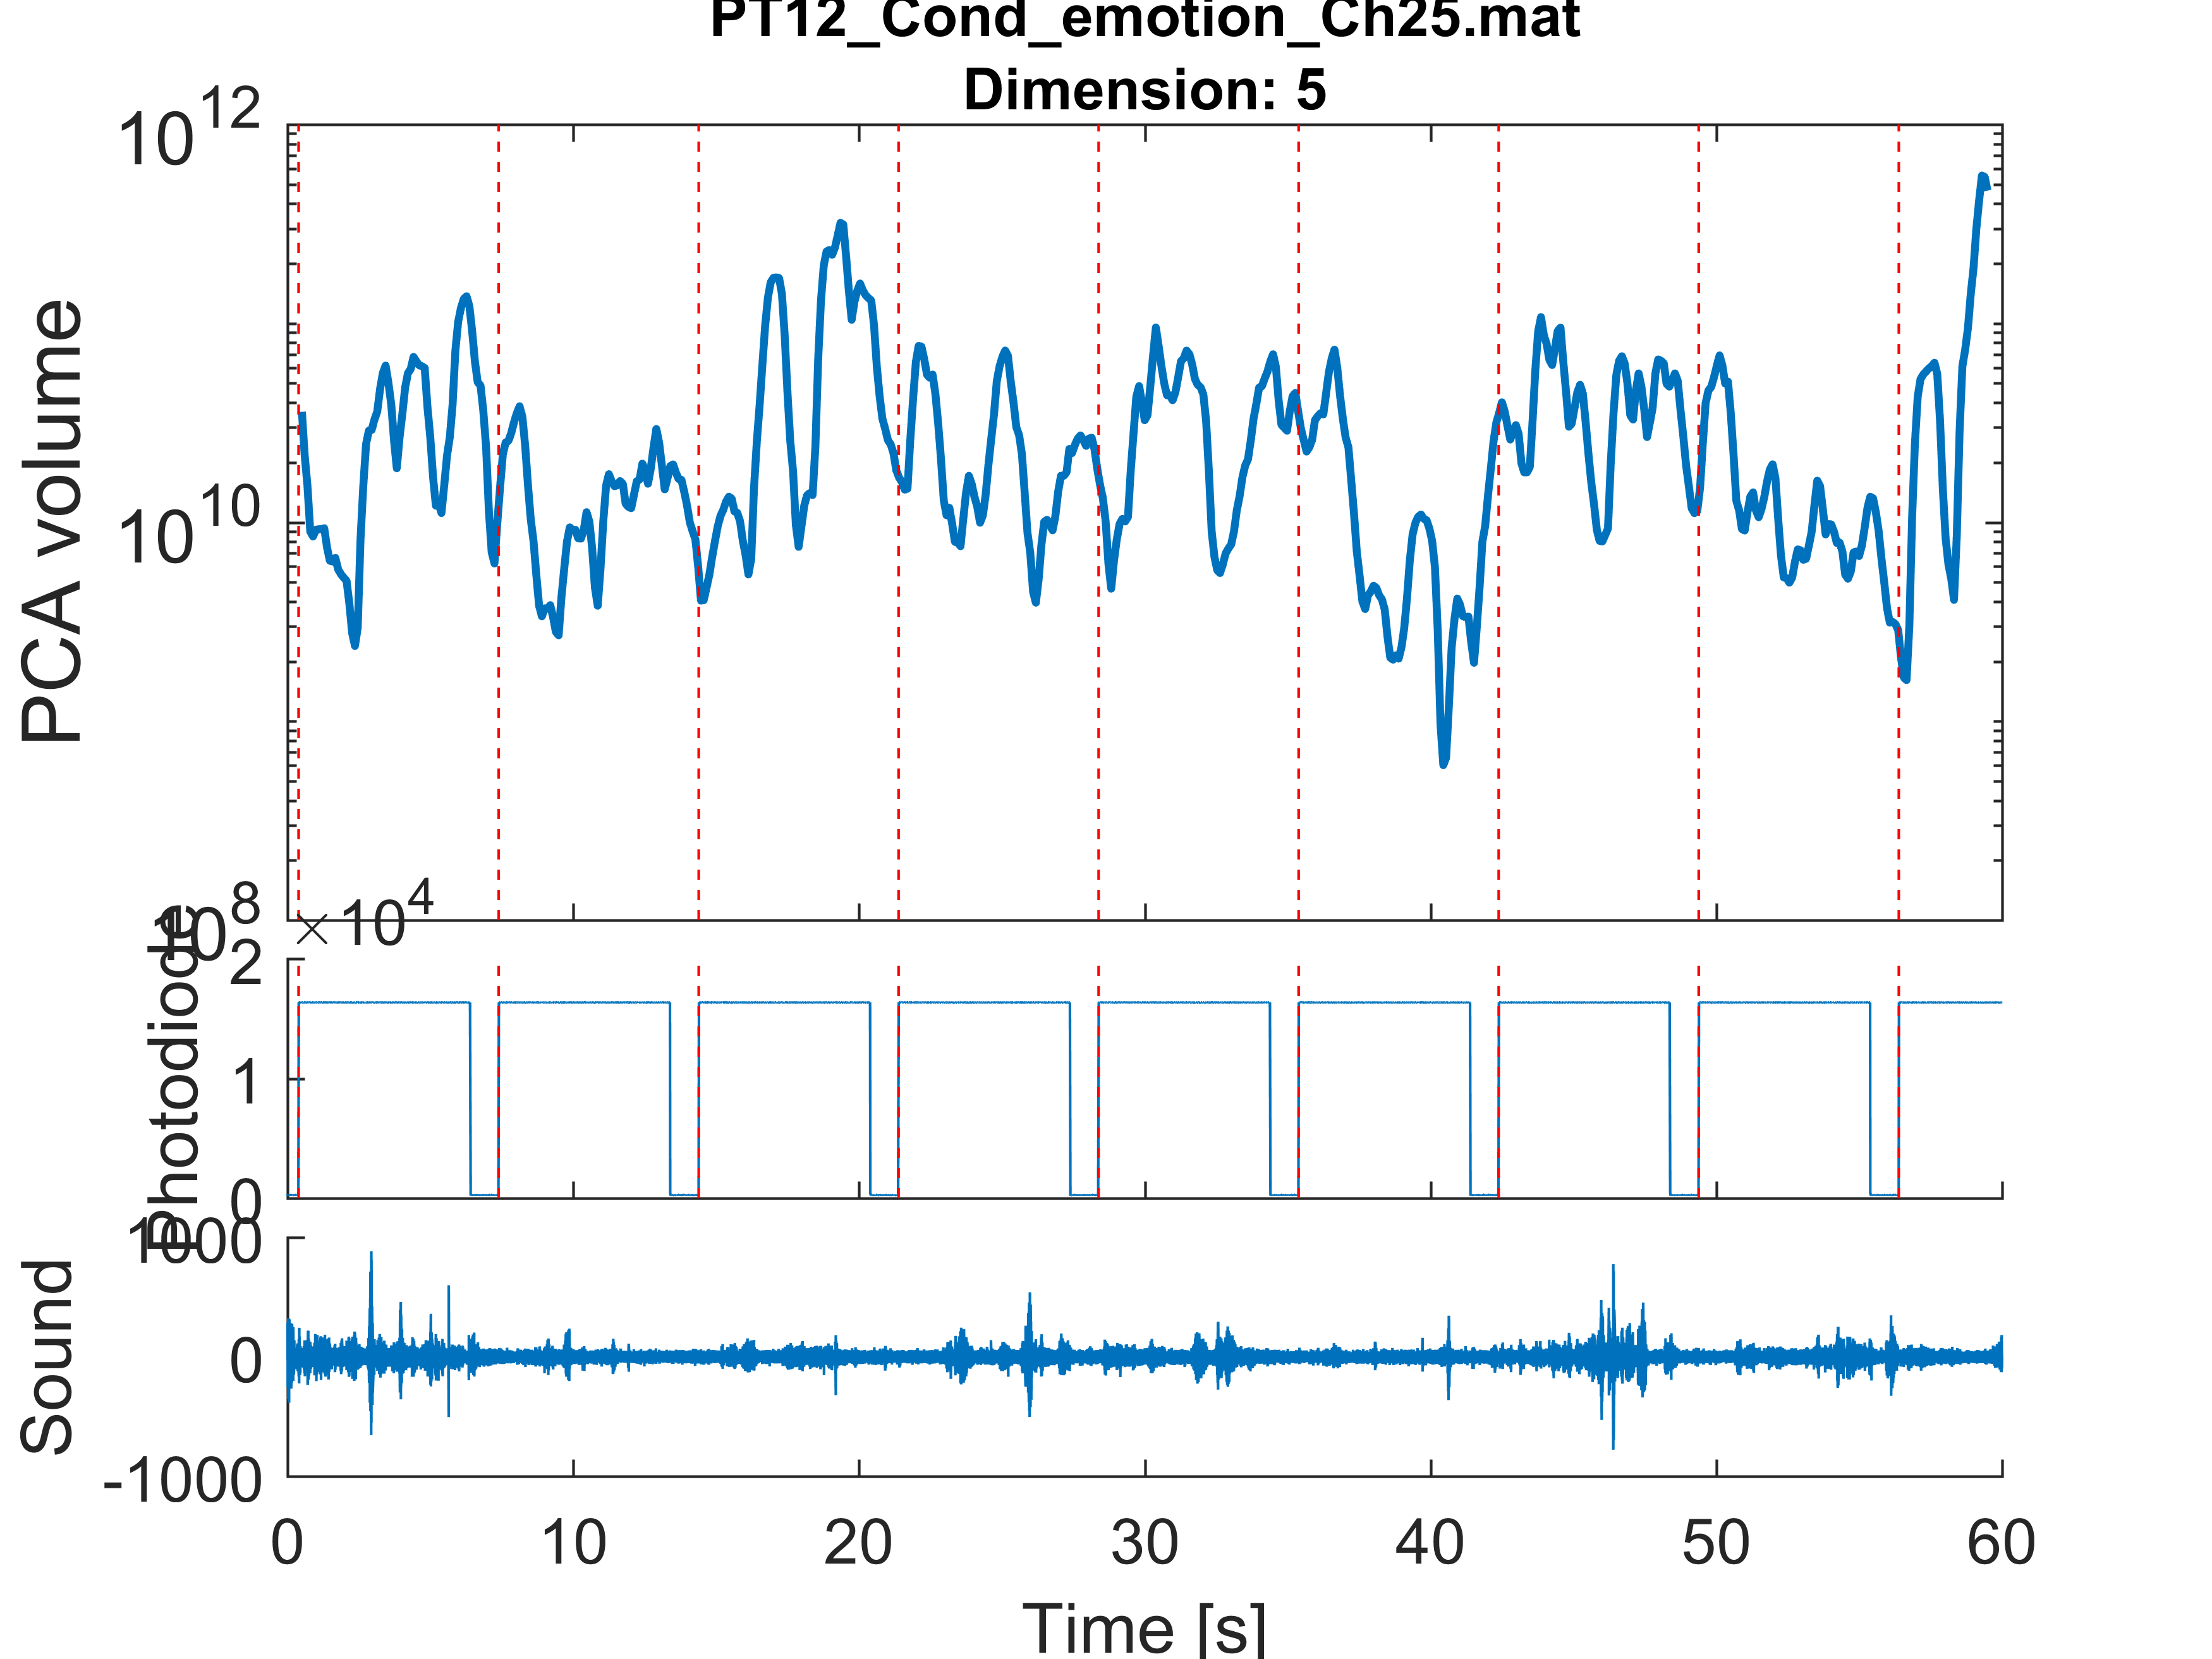 PT12_Cond_emotion_Ch25.mat
Dimension: 5
10^12
10^10
10^8
PCA volume
×10^4
2
1
0
Photodiode
1000
0
-1000
Sound
0 10 20 30 40 50 60
Time [s]